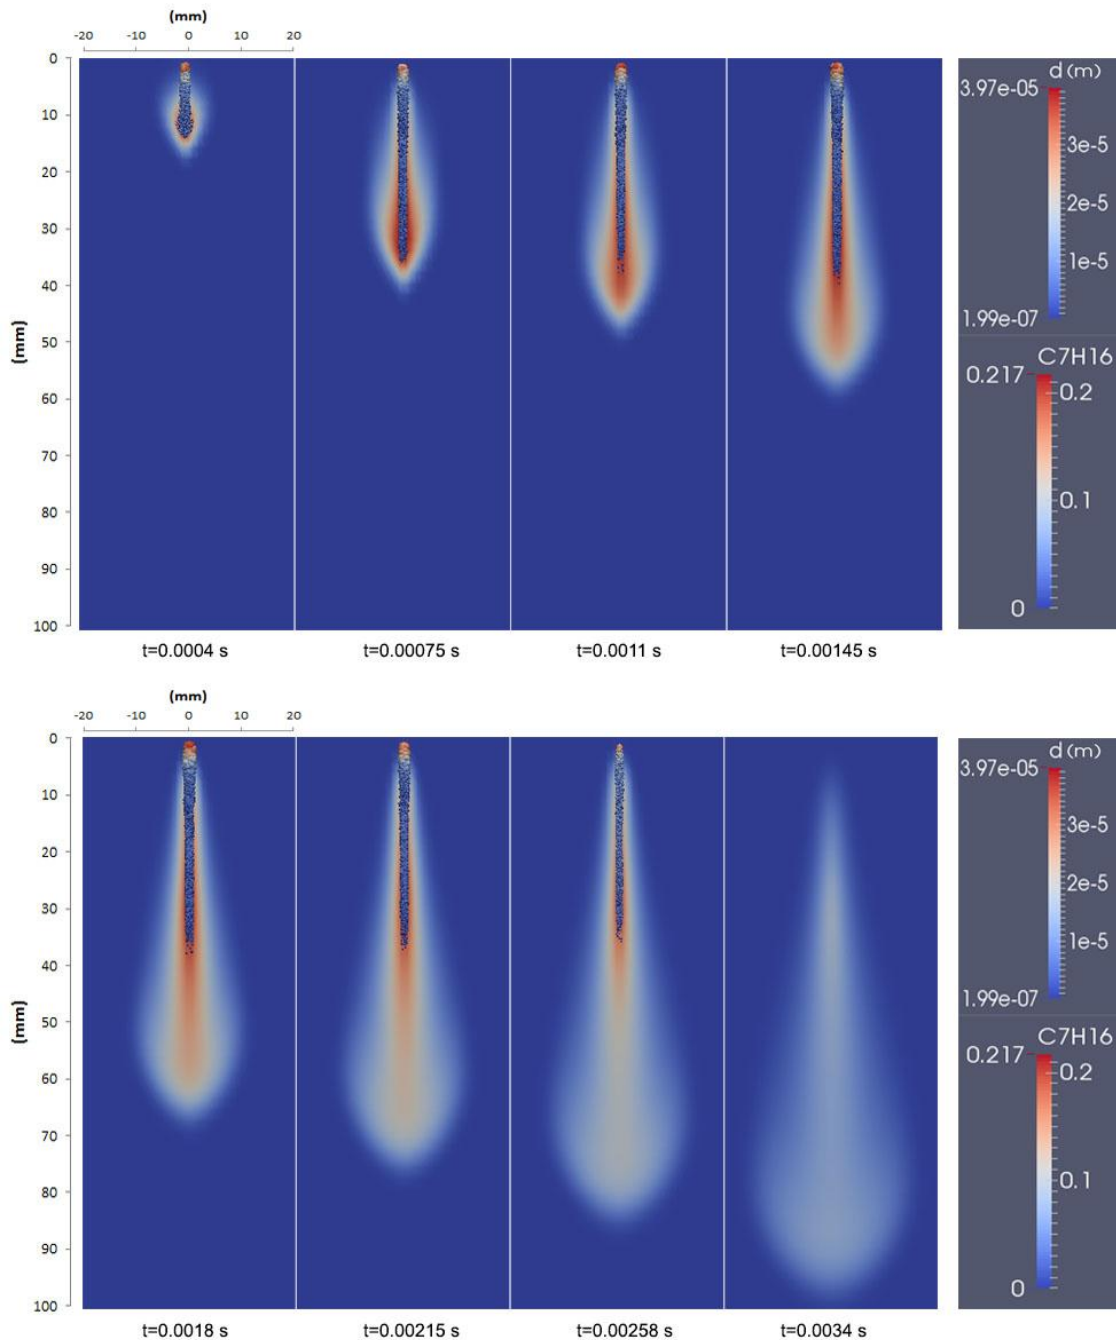 (mm)
-20 -10 0 10 20
0
10
20
30
40
50
60
70
80
90
100
(mm)
t=0.0004 s t=0.00075 s t=0.0011 s t=0.00145 s
d (m)
3.97e-05
3e-5
2e-5
1e-5
1.99e-07
C7H16
0.217
0.2
0.1
0
(mm)
-20 -10 0 10 20
0
10
20
30
40
50
60
70
80
90
100
(mm)
t=0.0018 s t=0.00215 s t=0.00258 s t=0.0034 s
d (m)
3.97e-05
3e-5
2e-5
1e-5
1.99e-07
C7H16
0.217
0.2
0.1
0